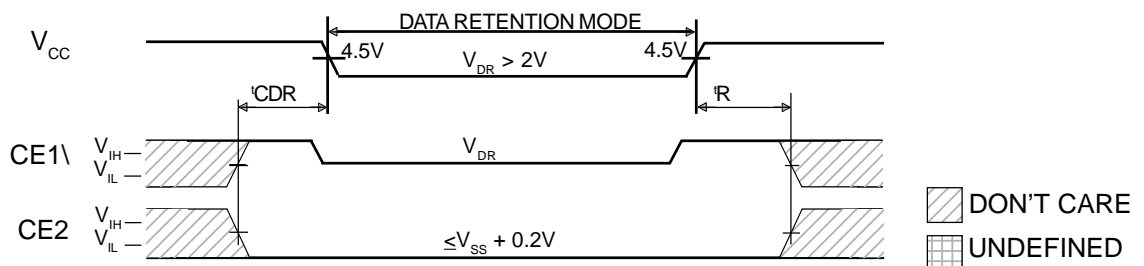 DATA RETENTION MODE
VCC
4.5V
4.5V
VDR > 2V
tCDR
tR
CE1\
VIH
VIL
VDR
CE2
VIH
VIL
≤VSS + 0.2V
DON'T CARE
UNDEFINED